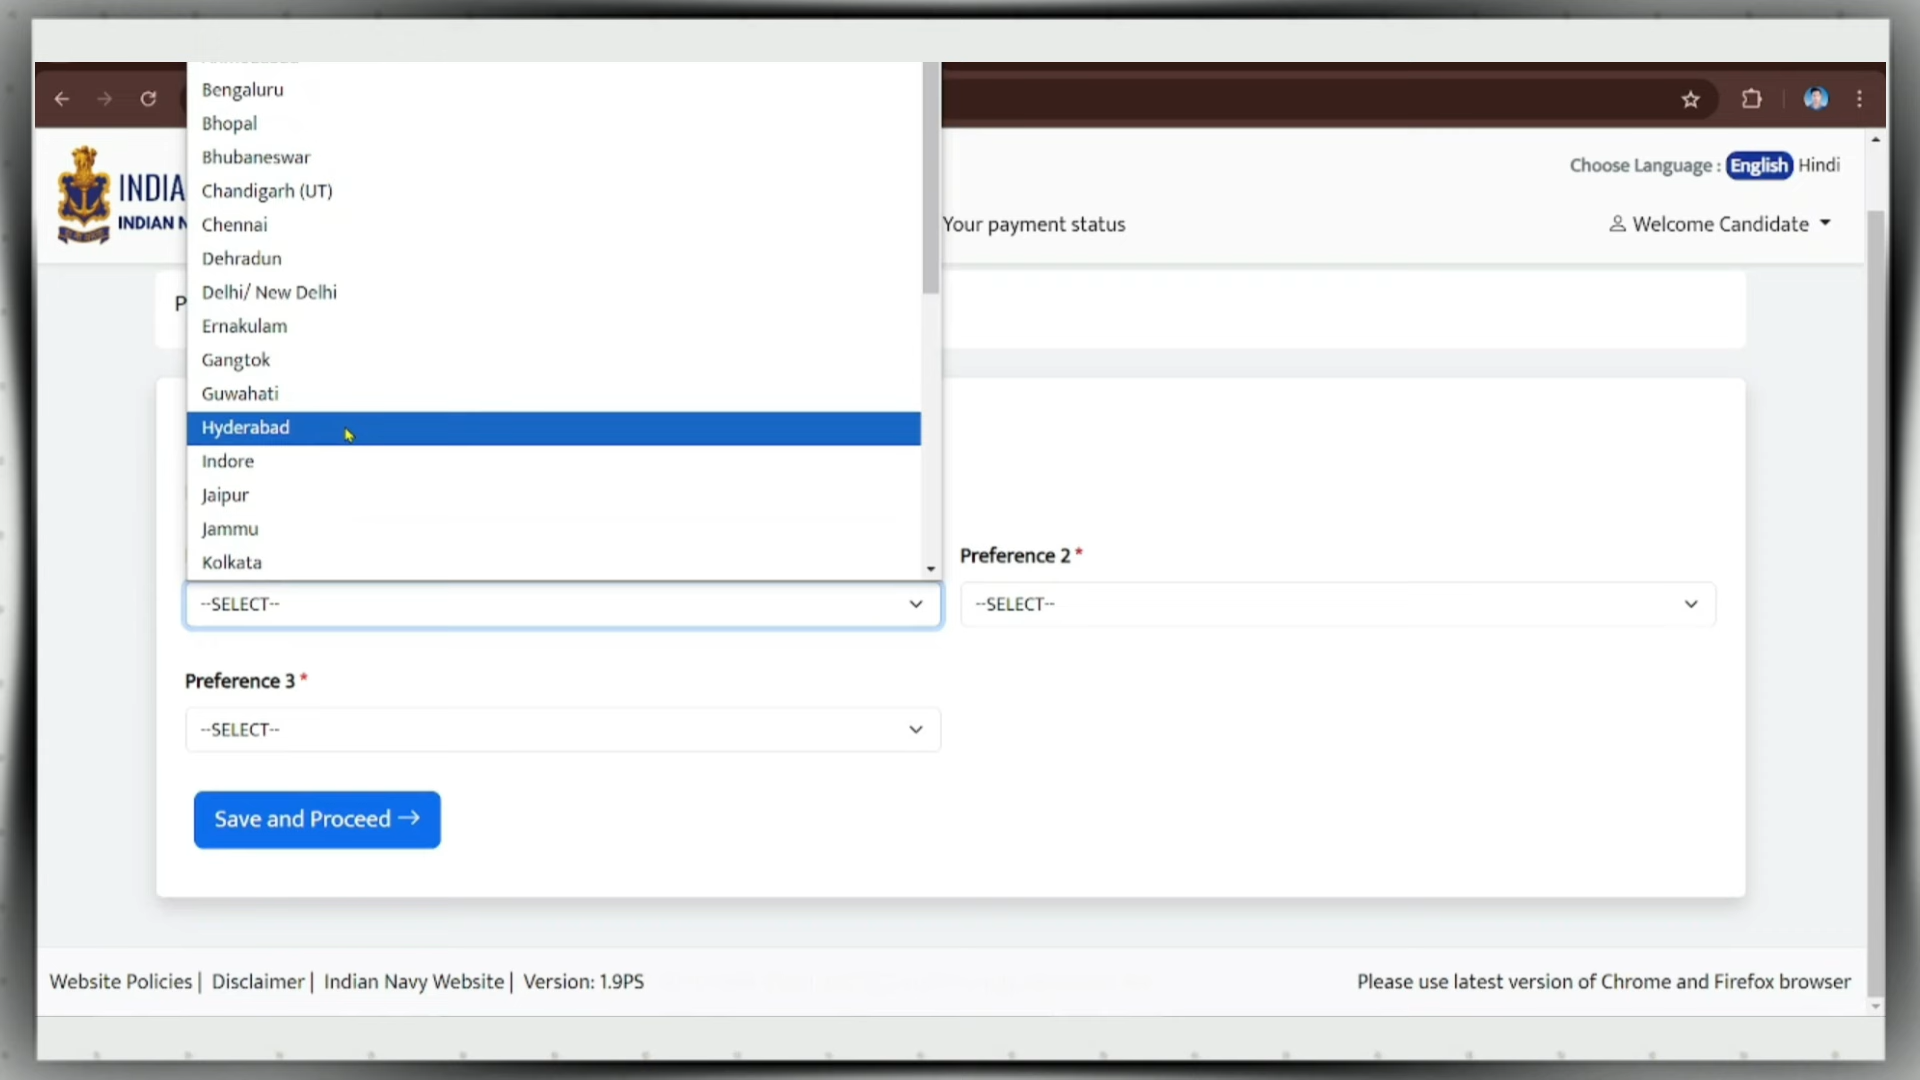 Bengaluru
Bhopal
Bhubaneswar
Chandigarh (UT)
Chennai
Dehradun
Delhi/ New Delhi
Ernakulam
Gangtok
Guwahati
Hyderabad
Indore
Jaipur
Jammu
Kolkata
INDIA
INDIAN N
Choose Language : English Hindi
Your payment status
Welcome Candidate
P
--SELECT--
Preference 2 *
--SELECT--
Preference 3 *
--SELECT--
Save and Proceed →
Website Policies | Disclaimer | Indian Navy Website | Version: 1.9PS
Please use latest version of Chrome and Firefox browser